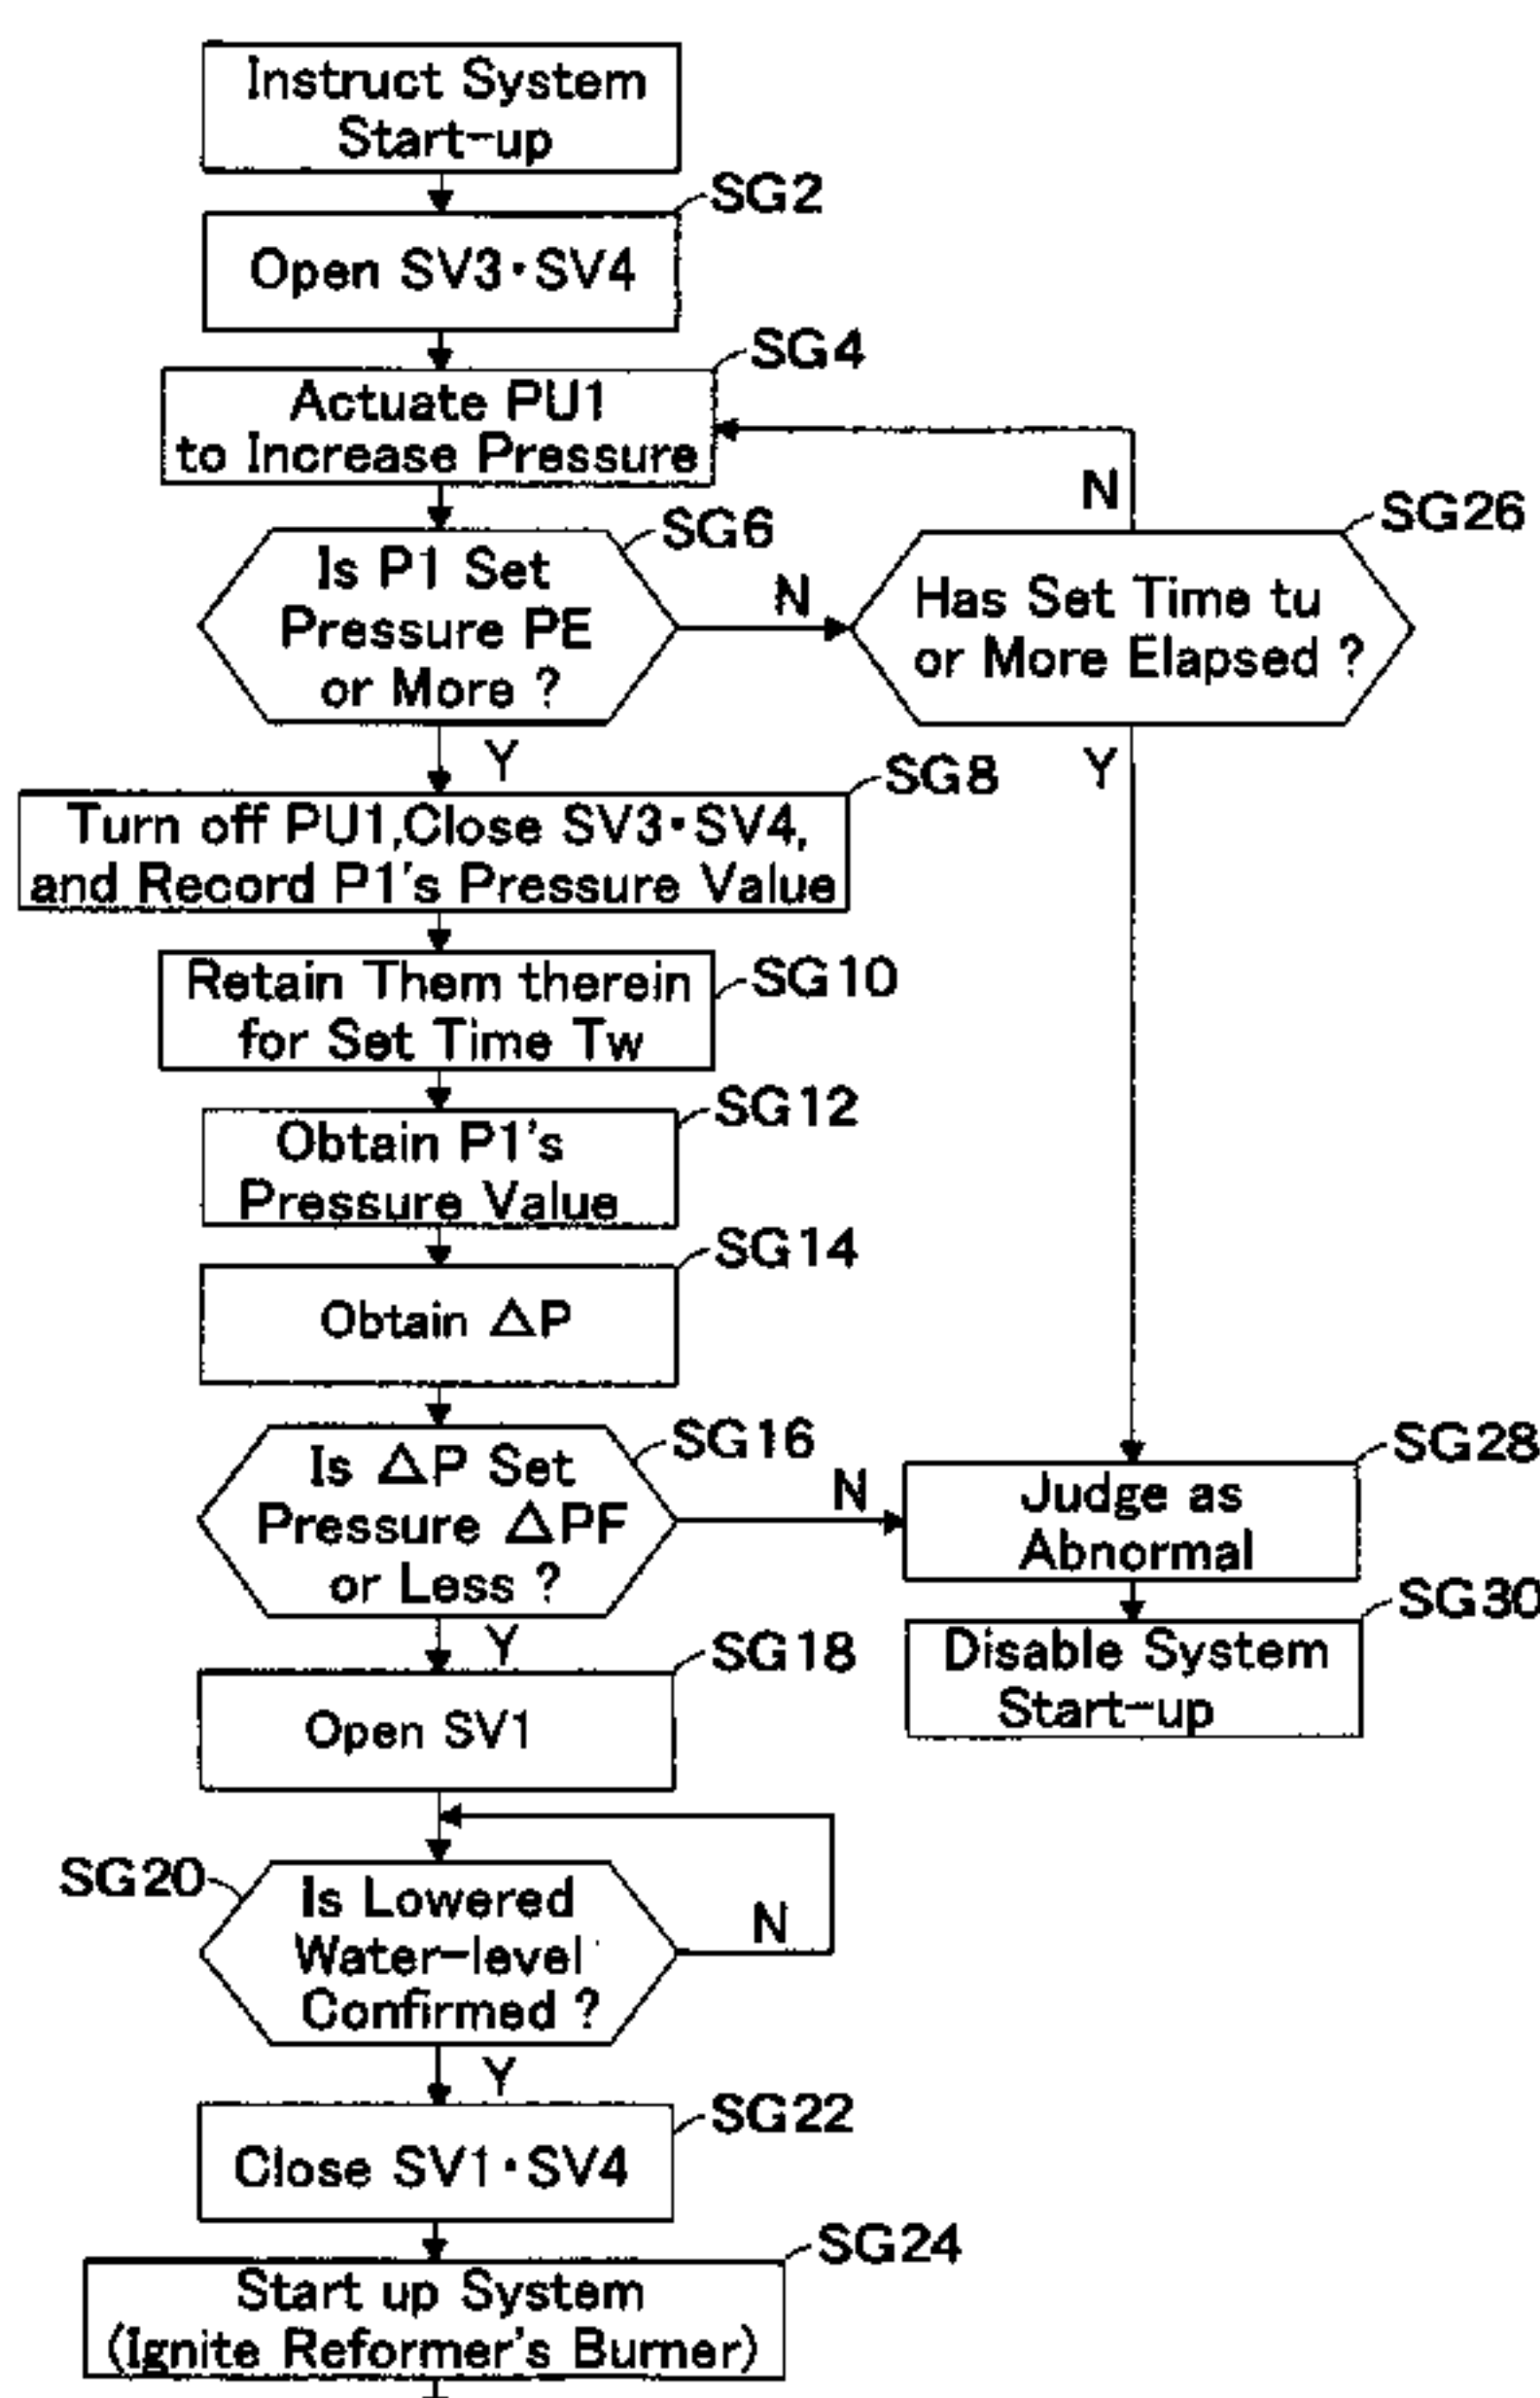 Instruct System
Start-up
SG2
Open SV3・SV4
SG4
Actuate PU1
to Increase Pressure
N
SG26
SG6
Is P1 Set
Pressure PE
or More ?
N
Has Set Time tu
or More Elapsed ?
Y
Y
SG8
Turn off PU1,Close SV3・SV4,
and Record P1's Pressure Value
SG10
Retain Them therein
for Set Time Tw
SG12
Obtain P1's
Pressure Value
SG14
Obtain △P
SG16
Is △P Set
Pressure △PF
or Less ?
N
SG28
Judge as
Abnormal
SG30
Disable System
Start-up
Y
SG18
Open SV1
SG20
Is Lowered
Water-level
Confirmed ?
N
Y
SG22
Close SV1・SV4
SG24
Start up System
(Ignite Reformer's Burner)